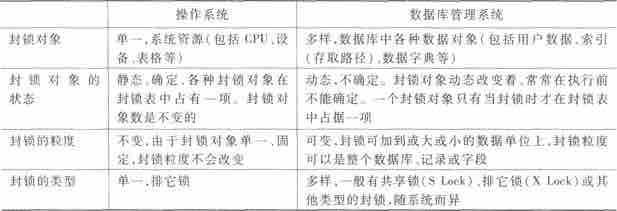 操作系统 数据库管理系统
封锁对象 单一,系统资源(包括CPU、设 多样,数据库中各种数据对象(包括用户数据、索引
备、表格等) (存取路径)、数据字典等)
封锁对象的 静态、确定,各种封锁对象在 动态,不确定。封锁对象动态改变着,常常在执行前
状态 封锁表中占有一项。封锁对 不能确定。一个封锁对象只有当封锁时才在封锁表
象数是不变的 中占据一项
封锁的粒度 不变,由于封锁对象单一、固 可变,封锁可加到或大或小的数据单位上,封锁粒度
定,封锁粒度不会改变 可以是整个数据库、记录或字段
封锁的类型 单一,排它锁 多样,一般有共享锁(S Lock)、排它锁(X Lock)或其
他类型的封锁,随系统而异